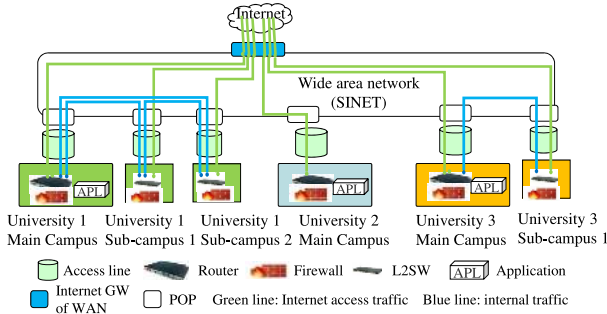 Internet
Wide area network
(SINET)
APL
APL
APL
University 1
Main Campus
University 1
Sub-campus 1
University 1
Sub-campus 2
University 2
Main Campus
University 3
Main Campus
University 3
Sub-campus 1
Access line
Router
Firewall
L2SW
APL
Application
Internet GW
of WAN
POP
Green line: Internet access traffic
Blue line: internal traffic